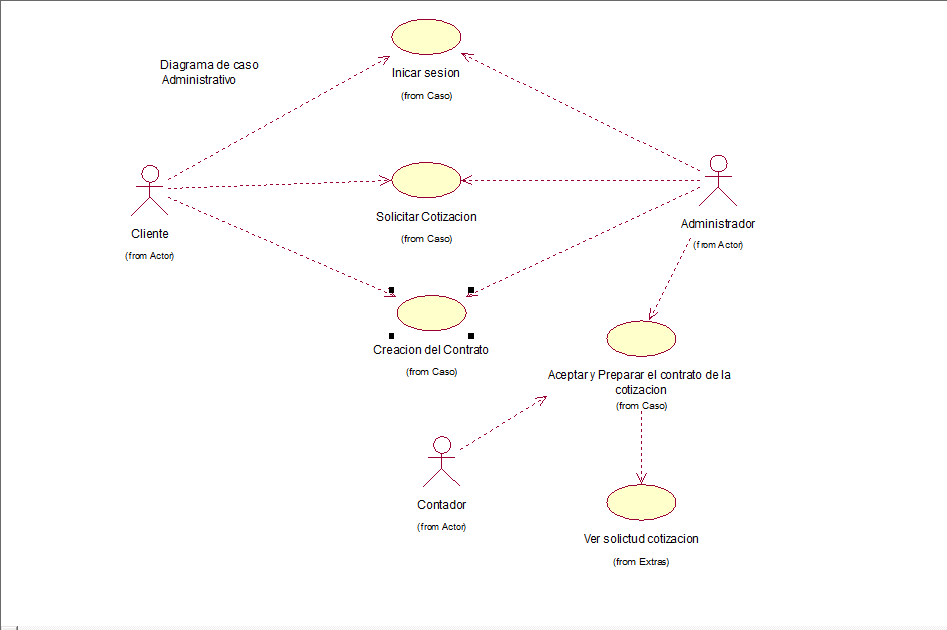 Diagrama de caso
Administrativo
Inicar sesion
(from Caso)
Solicitar Cotizacion
(from Caso)
Cliente
(from Actor)
Administrador
(from Actor)
Creacion del Contrato
(from Caso)
Aceptar y Preparar el contrato de la
cotizacion
(from Caso)
Contador
(from Actor)
Ver solictud cotizacion
(from Extras)